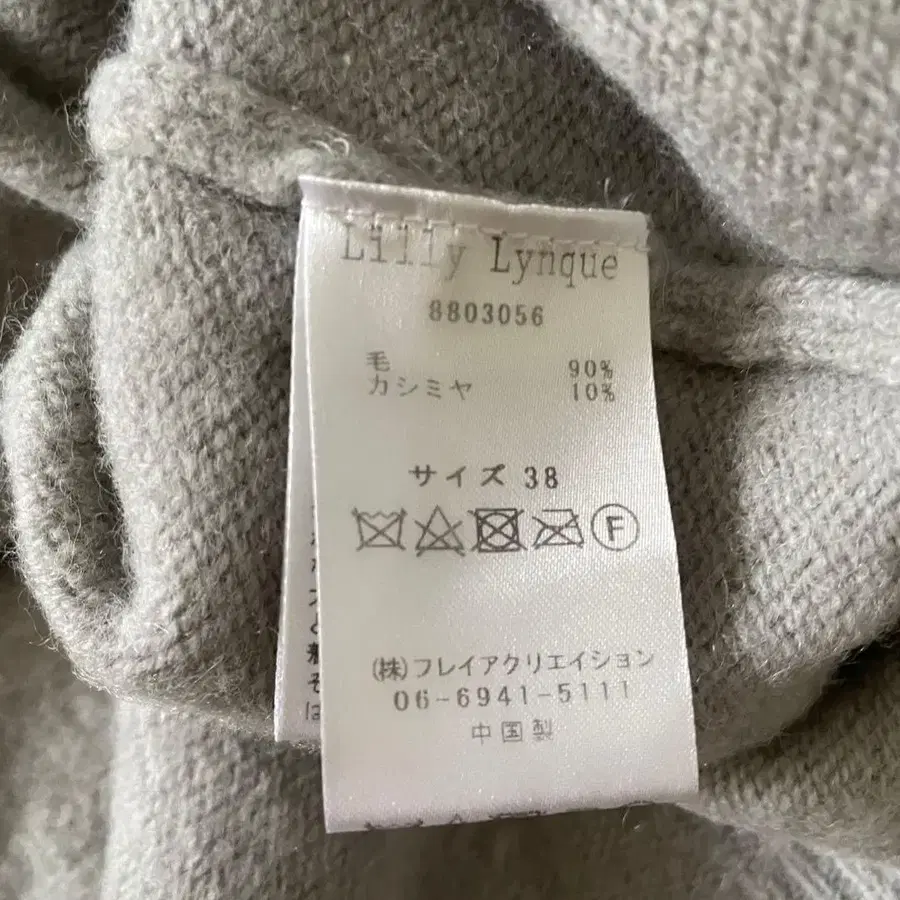 Lilly Lynque
8803056
毛 90%
カシミヤ 10%
サイズ 38
F
(株)フレイアクリエイション
06-6941-5111
中国製